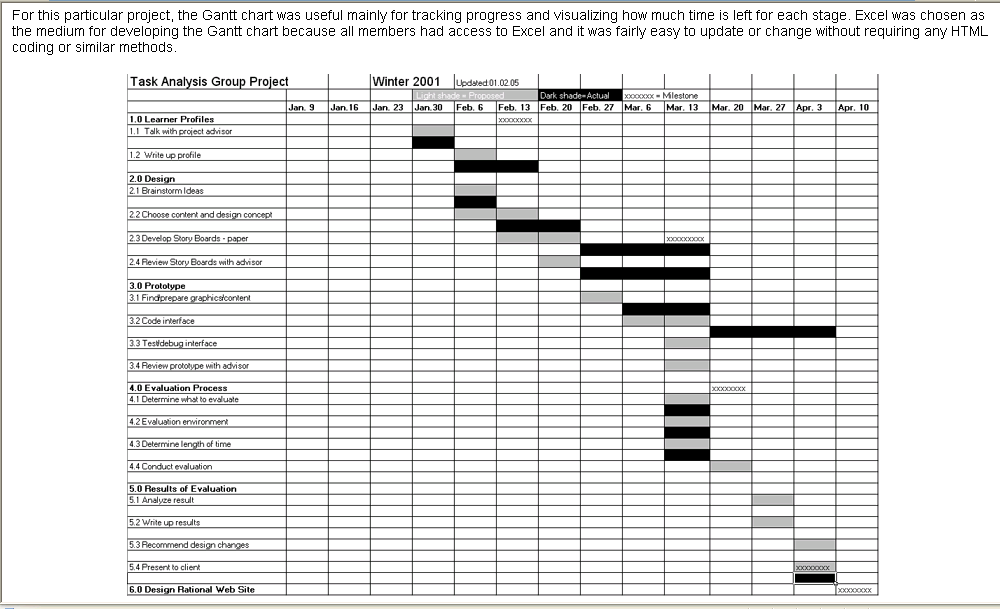 For this particular project, the Gantt chart was useful mainly for tracking progress and visualizing how much time is left for each stage. Excel was chosen as
the medium for developing the Gantt chart because all members had access to Excel and it was fairly easy to update or change without requiring any HTML
coding or similar methods.
Task Analysis Group Project Winter 2001 Updated:01.02.05
Light shade = Proposed Dark shade=Actual xxxxxxx = Milestone
Jan. 9 Jan.16 Jan. 23 Jan.30 Feb. 6 Feb. 13 Feb. 20 Feb. 27 Mar. 6 Mar. 13 Mar. 20 Mar. 27 Apr. 3 Apr. 10
1.0 Learner Profiles xxxxxxxx
1.1 Talk with project advisor
1.2 Write up profile
2.0 Design
2.1 Brainstorm Ideas
2.2 Choose content and design concept
2.3 Develop Story Boards - paper xxxxxxxxx
2.4 Review Story Boards with advisor
3.0 Prototype
3.1 Find/prepare graphics/content
3.2 Code interface
3.3 Test/debug interface
3.4 Review prototype with advisor
4.0 Evaluation Process xxxxxxxx
4.1 Determine what to evaluate
4.2 Evaluation environment
4.3 Determine length of time
4.4 Conduct evaluation
5.0 Results of Evaluation
5.1 Analyze result
5.2 Write up results
5.3 Recommend design changes
5.4 Present to client xxxxxxxx
6.0 Design Rational Web Site xxxxxxxx